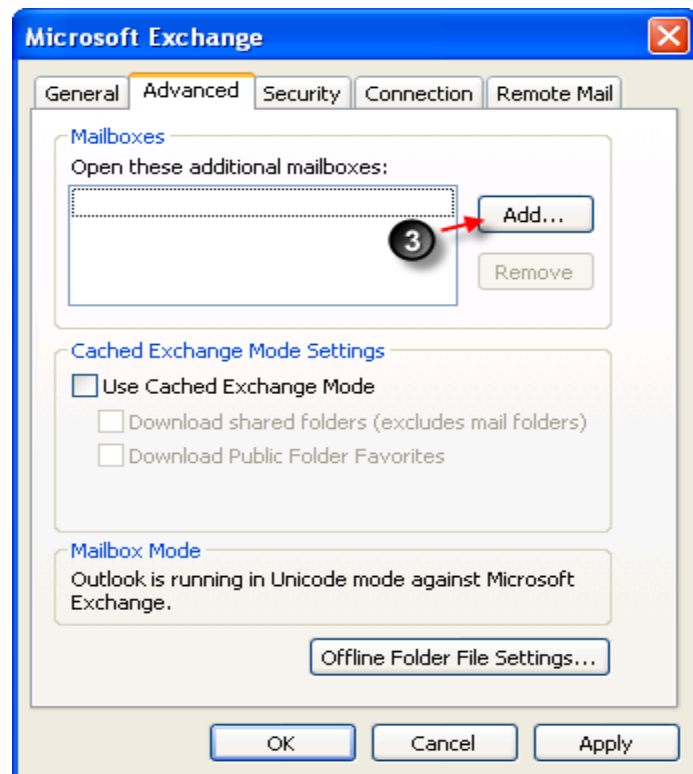 Microsoft Exchange
General Advanced Security Connection Remote Mail
Mailboxes
Open these additional mailboxes:
Add...
3
Remove
Cached Exchange Mode Settings
Use Cached Exchange Mode
Download shared folders (excludes mail folders)
Download Public Folder Favorites
Mailbox Mode
Outlook is running in Unicode mode against Microsoft
Exchange.
Offline Folder File Settings...
OK Cancel Apply